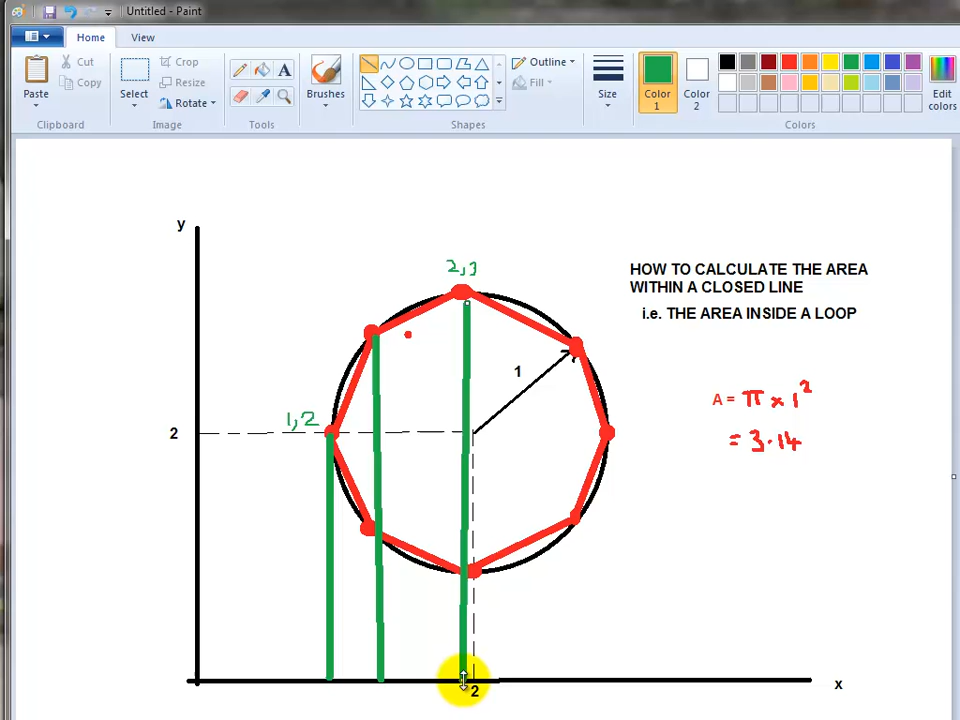 Untitled - Paint
Home View
Paste
Cut
Copy
Clipboard
Select
Crop
Resize
Rotate
Image
A
Tools
Brushes
Outline
Fill
Shapes
Size
Color 1
Color 2
Edit colors
Colors
y
2,3
HOW TO CALCULATE THE AREA
WITHIN A CLOSED LINE
i.e. THE AREA INSIDE A LOOP
1
A = π × 1²
1,2
2
= 3.14
2
x